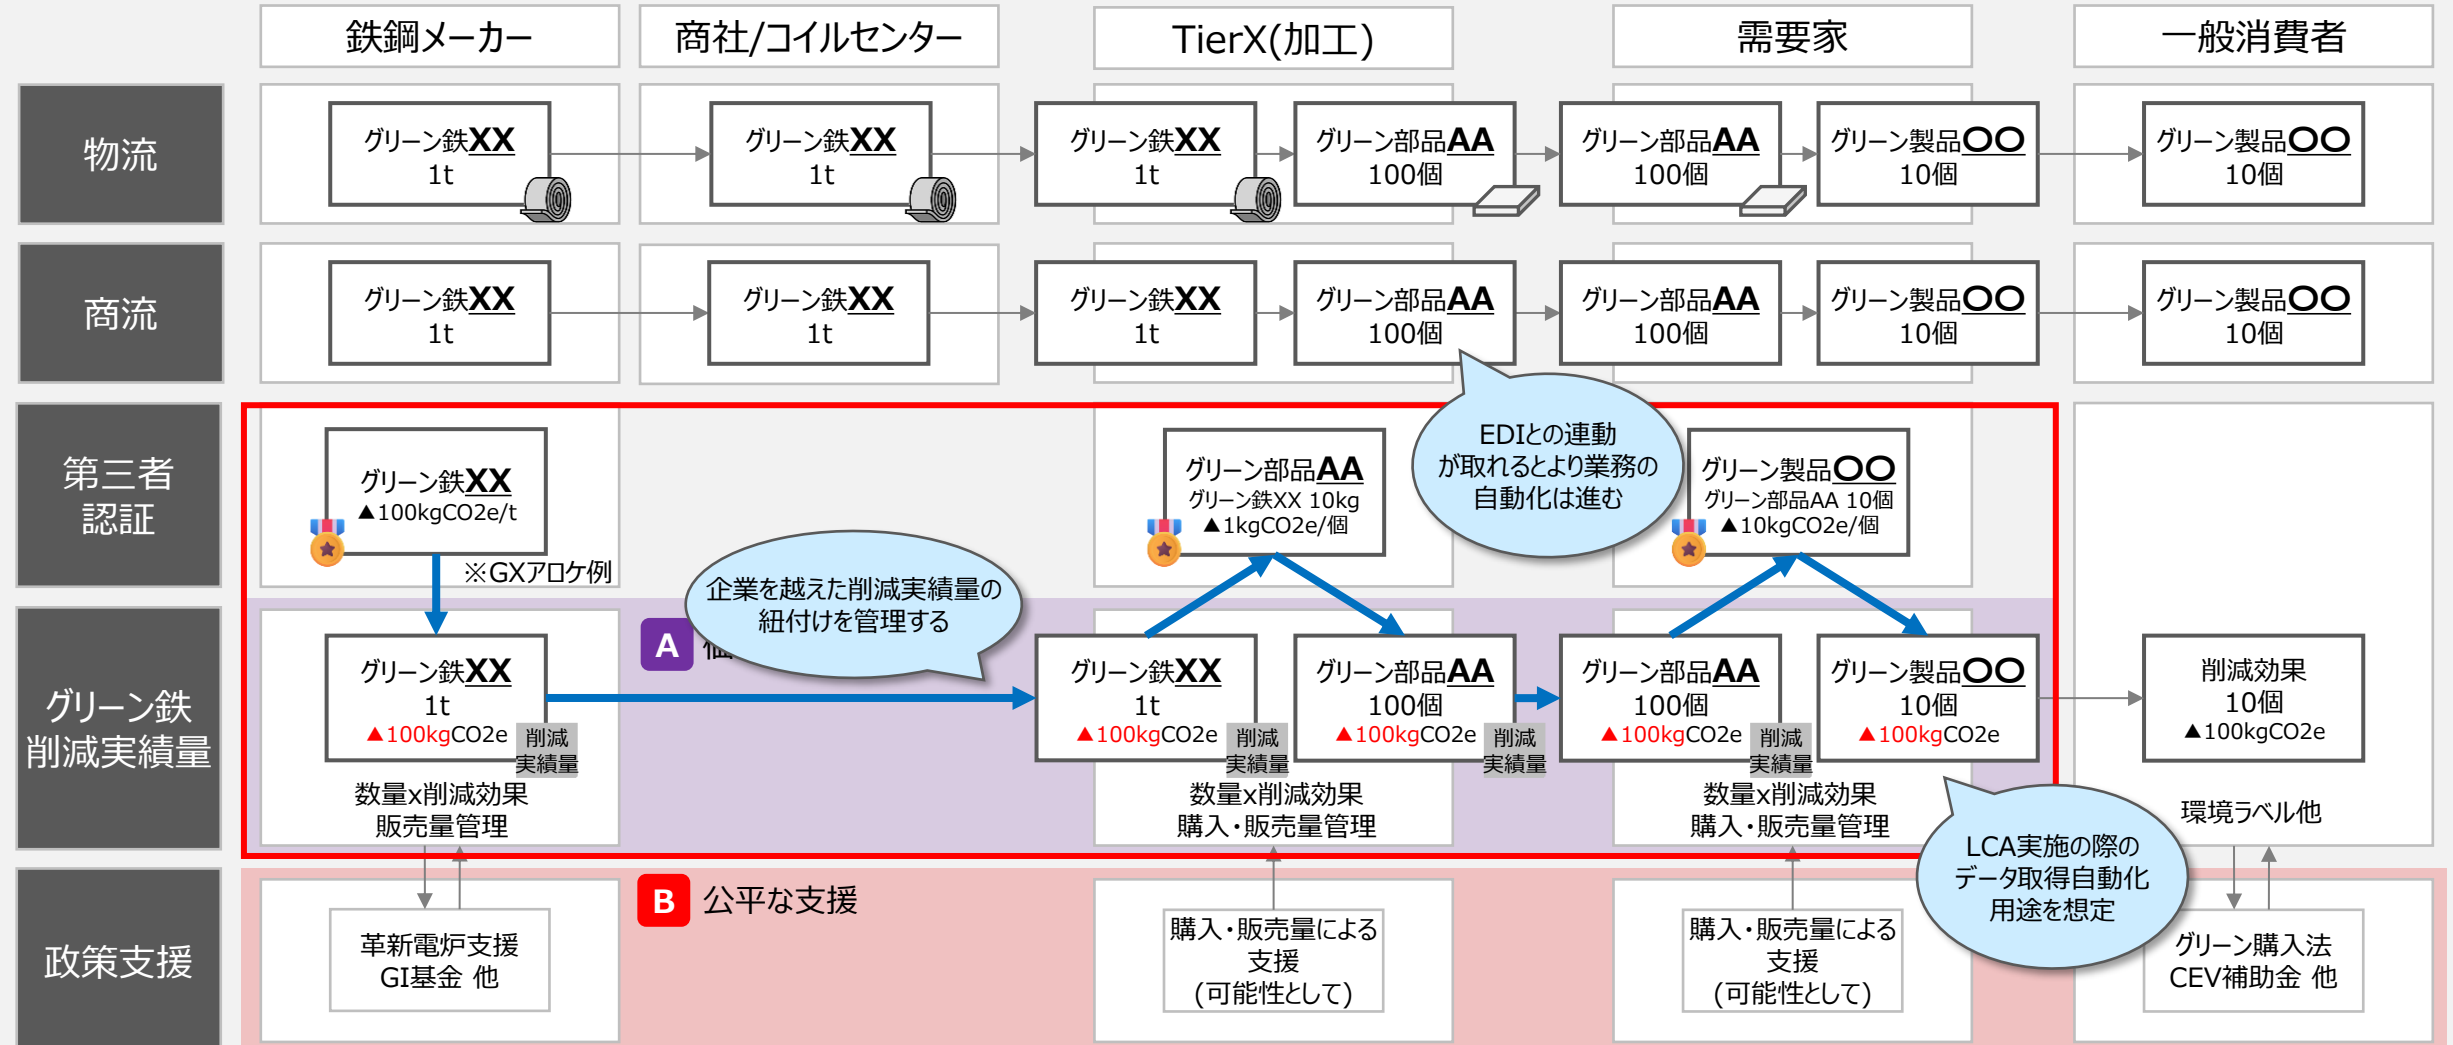 鉄鋼メーカー
商社/コイルセンター
TierX(加工)
需要家
一般消費者
物流
グリーン鉄XX
1t
グリーン鉄XX
1t
グリーン鉄XX
1t
グリーン部品AA
100個
グリーン部品AA
100個
グリーン製品〇〇
10個
グリーン製品〇〇
10個
商流
グリーン鉄XX
1t
グリーン鉄XX
1t
グリーン鉄XX
1t
グリーン部品AA
100個
グリーン部品AA
100個
グリーン製品〇〇
10個
グリーン製品〇〇
10個
EDIとの連動
が取れるとより業務の
自動化は進む
第三者
認証
グリーン鉄XX
▲100kgCO2e/t
※GXアロケ例
グリーン部品AA
グリーン鉄XX 10kg
▲1kgCO2e/個
グリーン製品〇〇
グリーン部品AA 10個
▲10kgCO2e/個
企業を越えた削減実績量の
紐付けを管理する
A
グリーン鉄
削減実績量
グリーン鉄XX
1t
▲100kgCO2e
削減
実績量
数量x削減効果
販売量管理
グリーン鉄XX
1t
▲100kgCO2e
削減
実績量
グリーン部品AA
100個
▲100kgCO2e
削減
実績量
数量x削減効果
購入・販売量管理
グリーン部品AA
100個
▲100kgCO2e
削減
実績量
グリーン製品〇〇
10個
▲100kgCO2e
数量x削減効果
購入・販売量管理
削減効果
10個
▲100kgCO2e
環境ラベル他
LCA実施の際の
データ取得自動化
用途を想定
政策支援
B 公平な支援
革新電炉支援
GI基金 他
購入・販売量による
支援
(可能性として)
購入・販売量による
支援
(可能性として)
グリーン購入法
CEV補助金 他